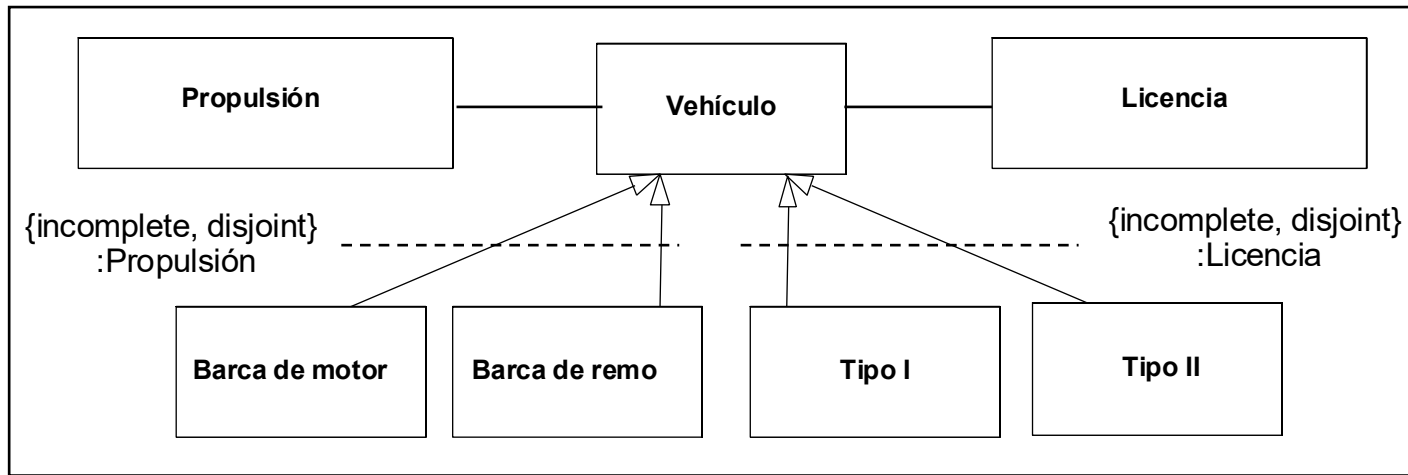 Propulsión
Vehículo
Licencia
{incomplete, disjoint}
:Propulsión
{incomplete, disjoint}
:Licencia
Barca de motor
Barca de remo
Tipo I
Tipo II